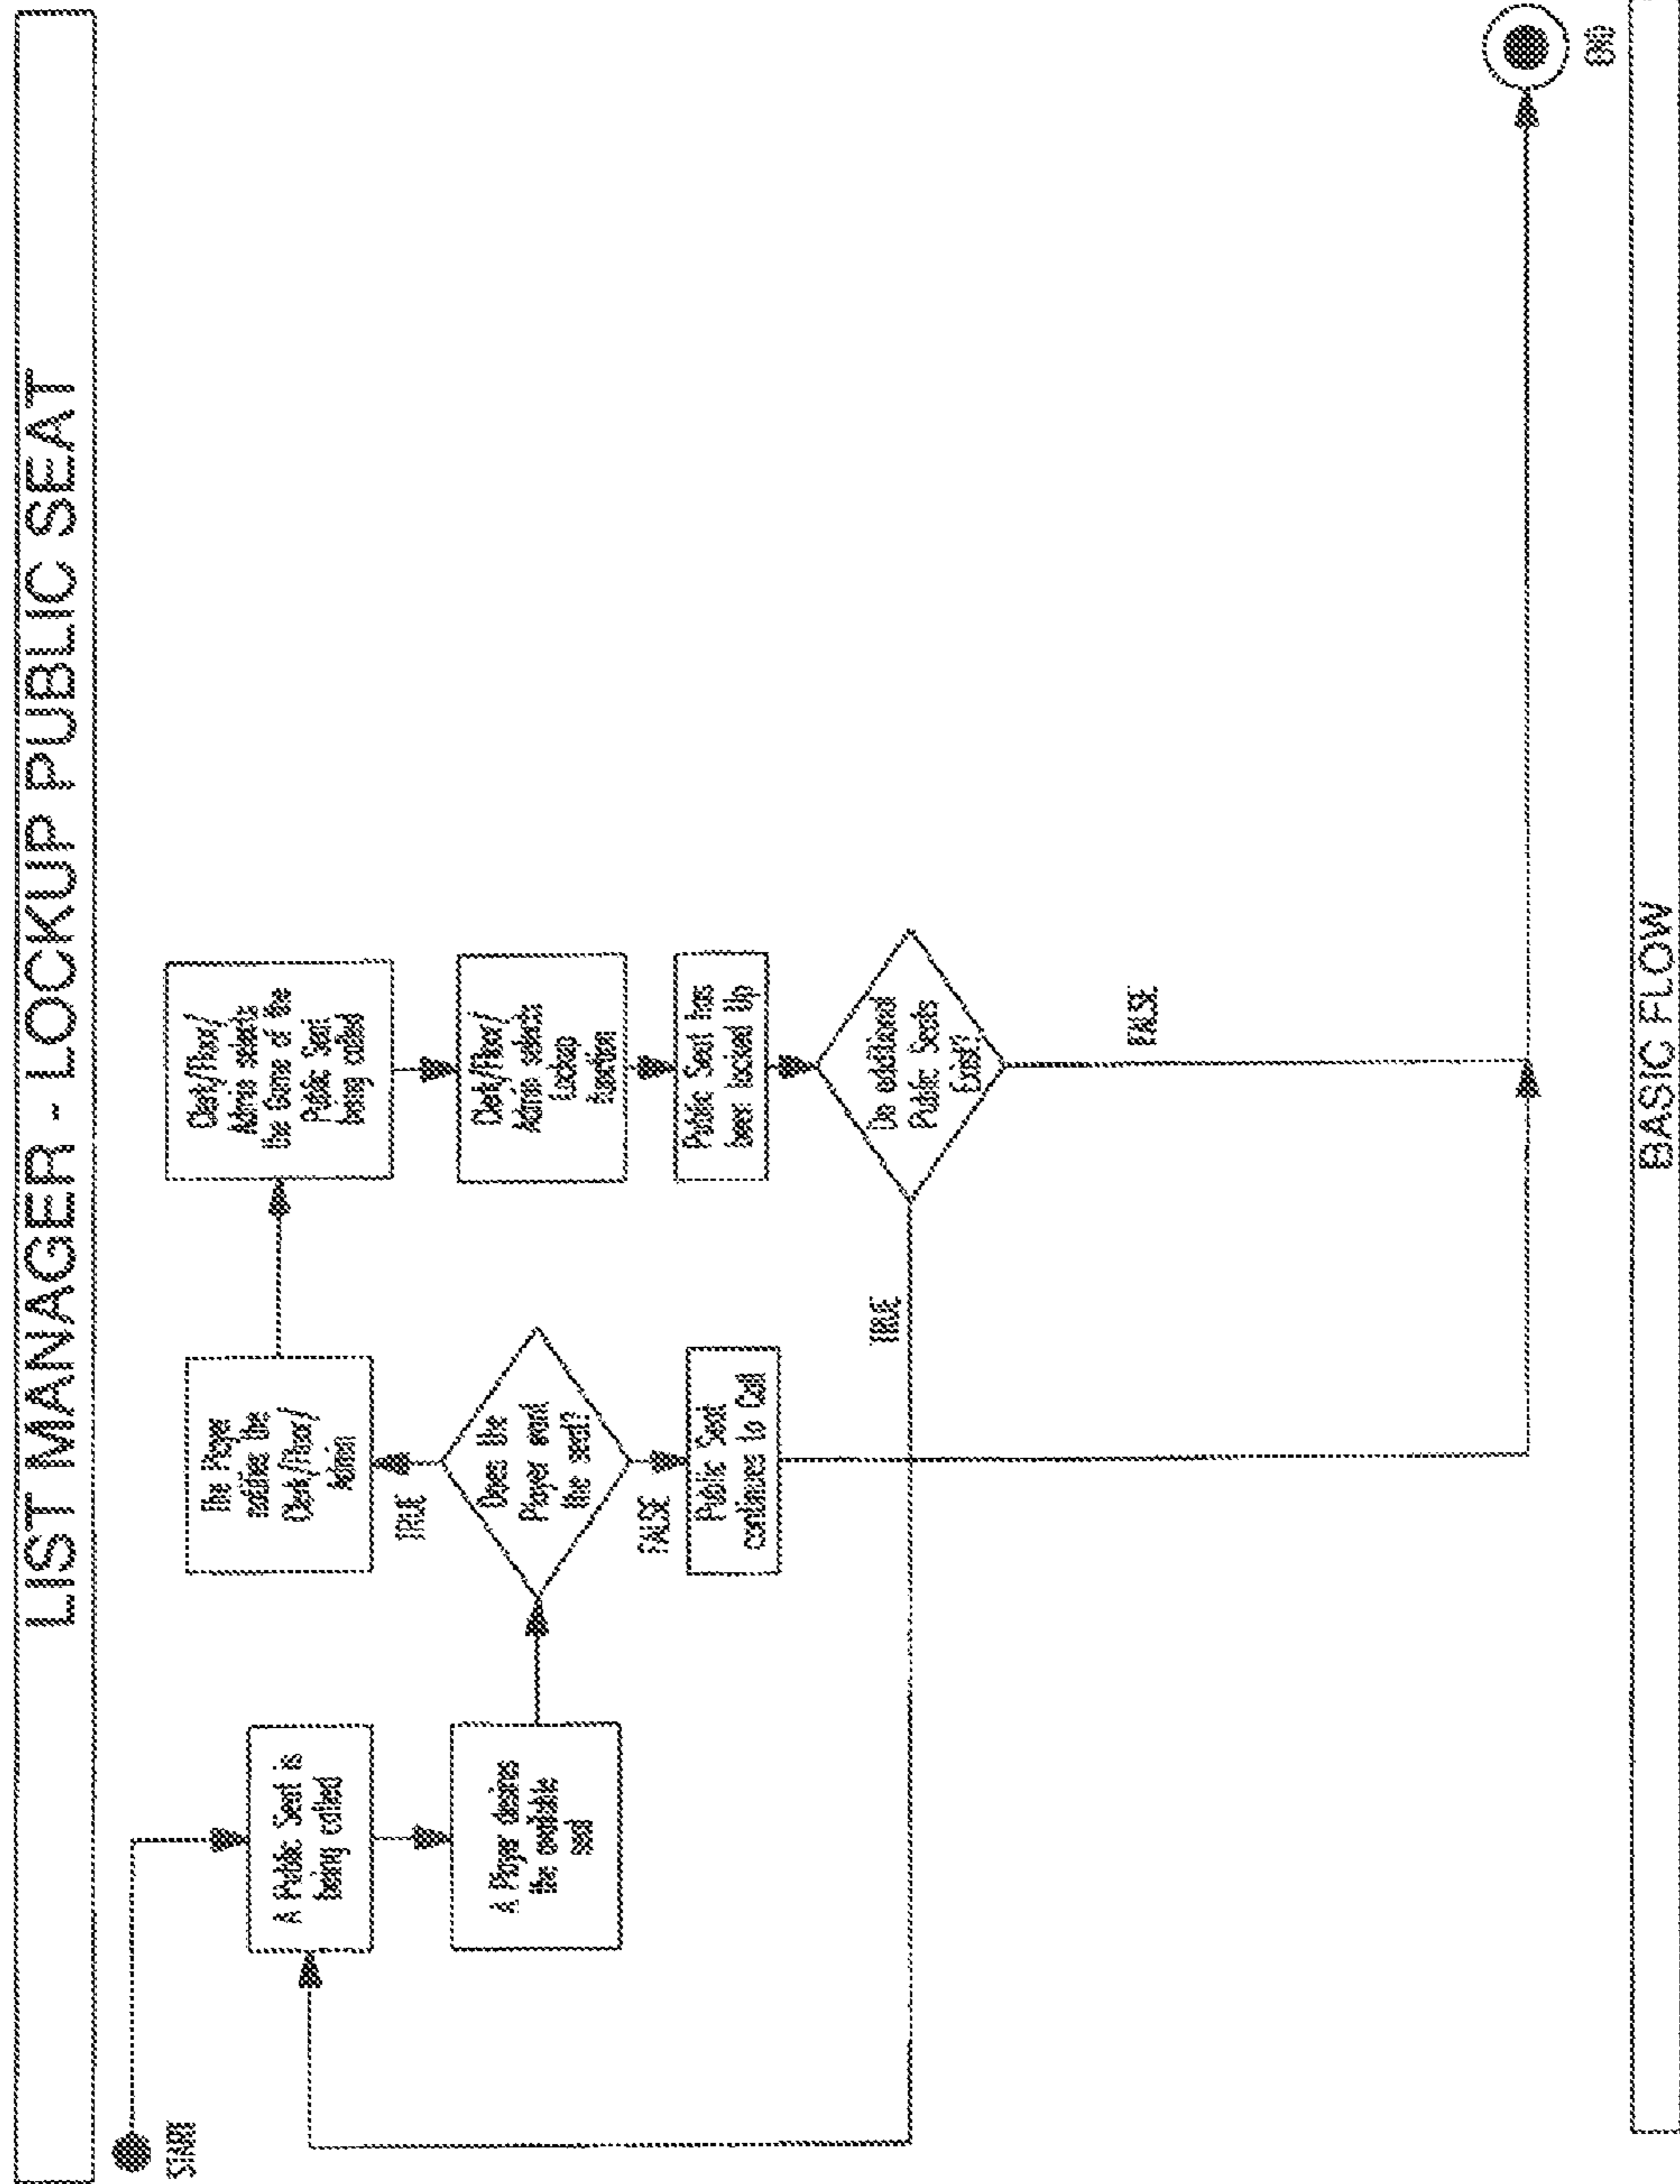 LIST MANAGER - LOCKUP PUBLIC SEAT
START
A Public Seat is
being called
A Player desires
the available
seat
Does the
Player want
the seat?
TRUE
The Player
notifies the
Clerk/Floor/
Admin
FALSE
Public Seat
continues to Call
Clerk/Floor/
Admin selects
the Game of the
Public Seat
being called
Clerk/Floor/
Admin selects
Lockup
function
Public Seat has
been locked Up
Do additional
Public Seats
Exist?
TRUE
FALSE
END
BASIC FLOW